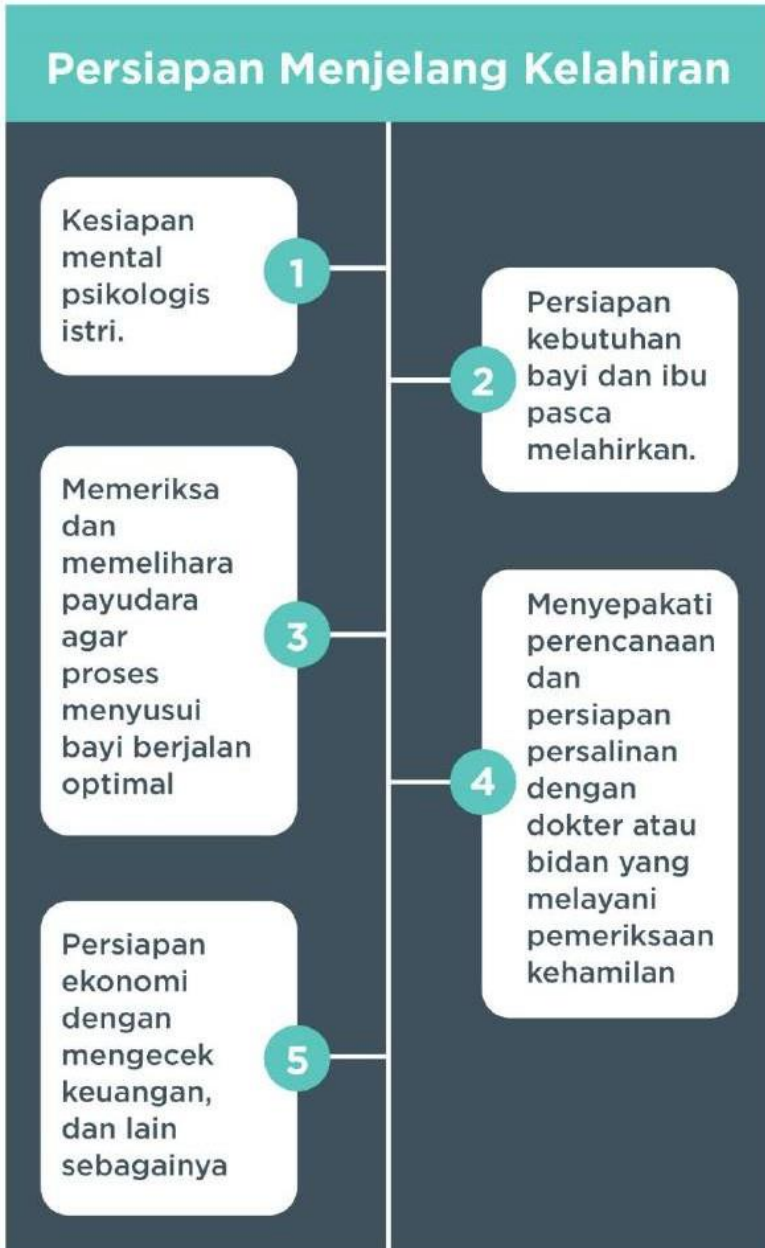 Persiapan Menjelang Kelahiran
Kesiapan
mental
psikologis
istri.
1
Persiapan
kebutuhan
bayi dan ibu
pasca
melahirkan.
2
Memeriksa
dan
memelihara
payudara
agar
proses
menyusui
bayi berjalan
optimal
3
Menyepakati
perencanaan
dan
persiapan
persalinan
dengan
dokter atau
bidan yang
melayani
pemeriksaan
kehamilan
4
Persiapan
ekonomi
dengan
mengecek
keuangan,
dan lain
sebagainya
5